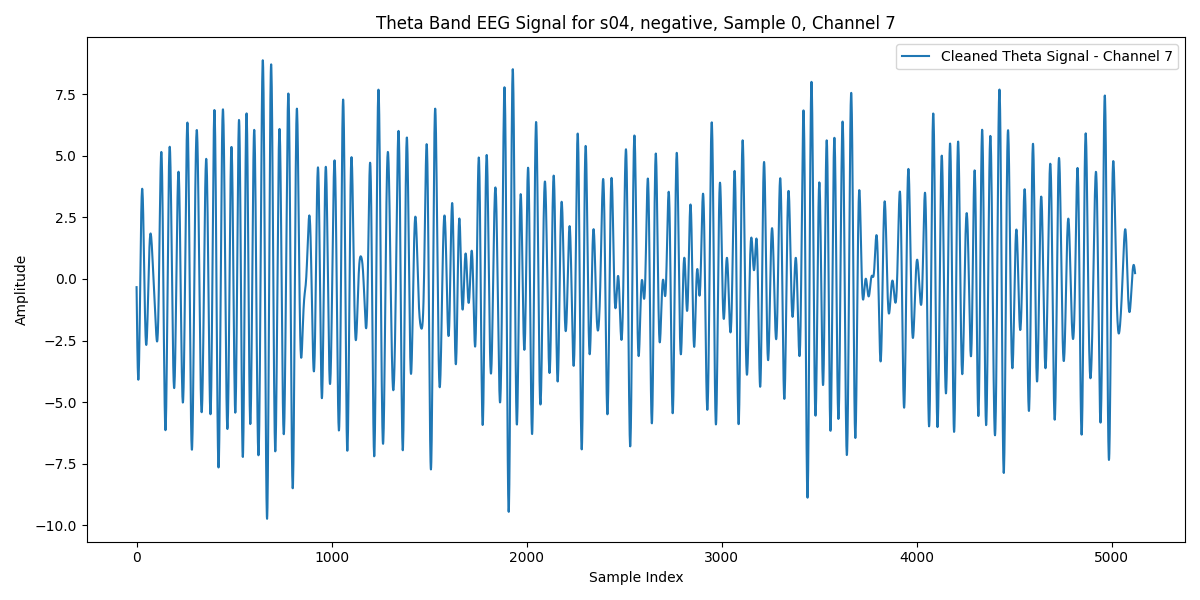 Theta Band EEG Signal for s04, negative, Sample 0, Channel 7
Cleaned Theta Signal - Channel 7
7.5
5.0
2.5
0.0
−2.5
−5.0
−7.5
−10.0
Amplitude
0 1000 2000 3000 4000 5000
Sample Index